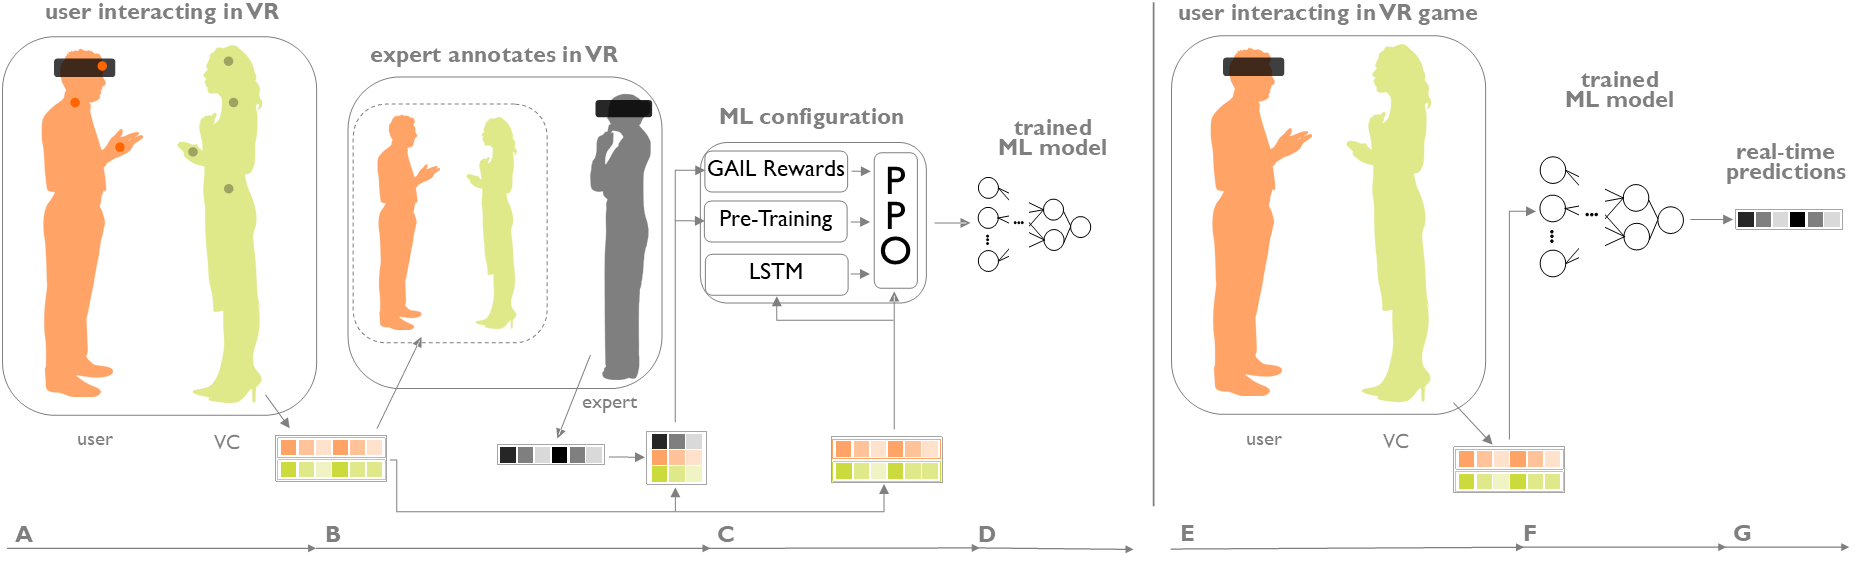 user interacting in VR
expert annotates in VR
ML configuration
GAIL Rewards
Pre-Training
LSTM
P
P
O
trained
ML model
expert
user
VC
user interacting in VR game
trained
ML model
real-time
predictions
user
VC
A
B
C
D
E
F
G